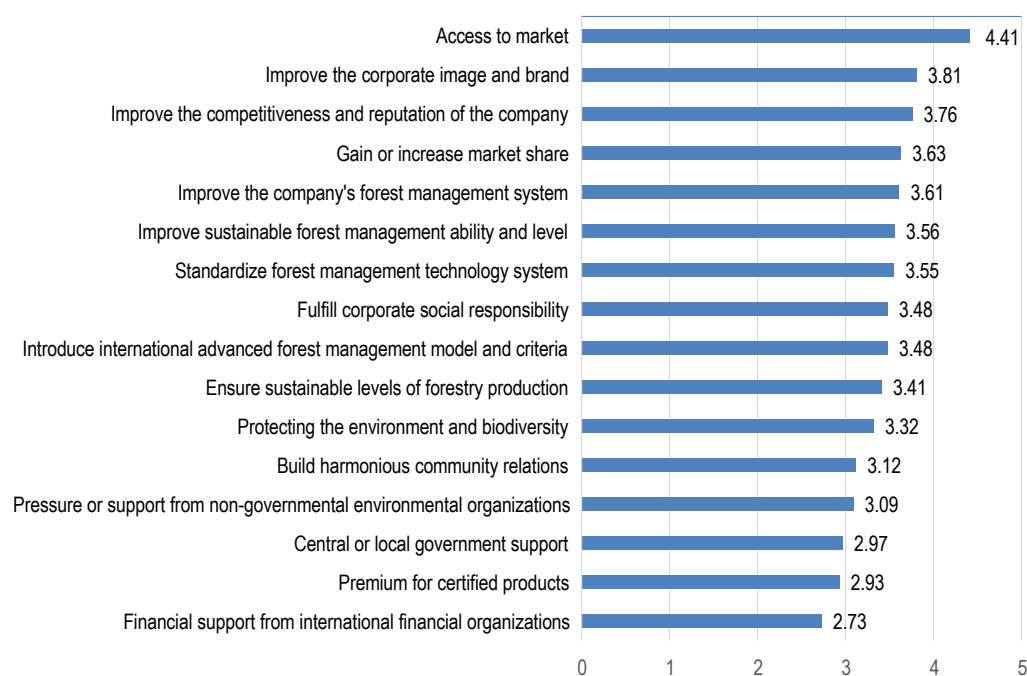 Access to market 4.41
Improve the corporate image and brand 3.81
Improve the competitiveness and reputation of the company 3.76
Gain or increase market share 3.63
Improve the company's forest management system 3.61
Improve sustainable forest management ability and level 3.56
Standardize forest management technology system 3.55
Fulfill corporate social responsibility 3.48
Introduce international advanced forest management model and criteria 3.48
Ensure sustainable levels of forestry production 3.41
Protecting the environment and biodiversity 3.32
Build harmonious community relations 3.12
Pressure or support from non-governmental environmental organizations 3.09
Central or local government support 2.97
Premium for certified products 2.93
Financial support from international financial organizations 2.73
0 1 2 3 4 5